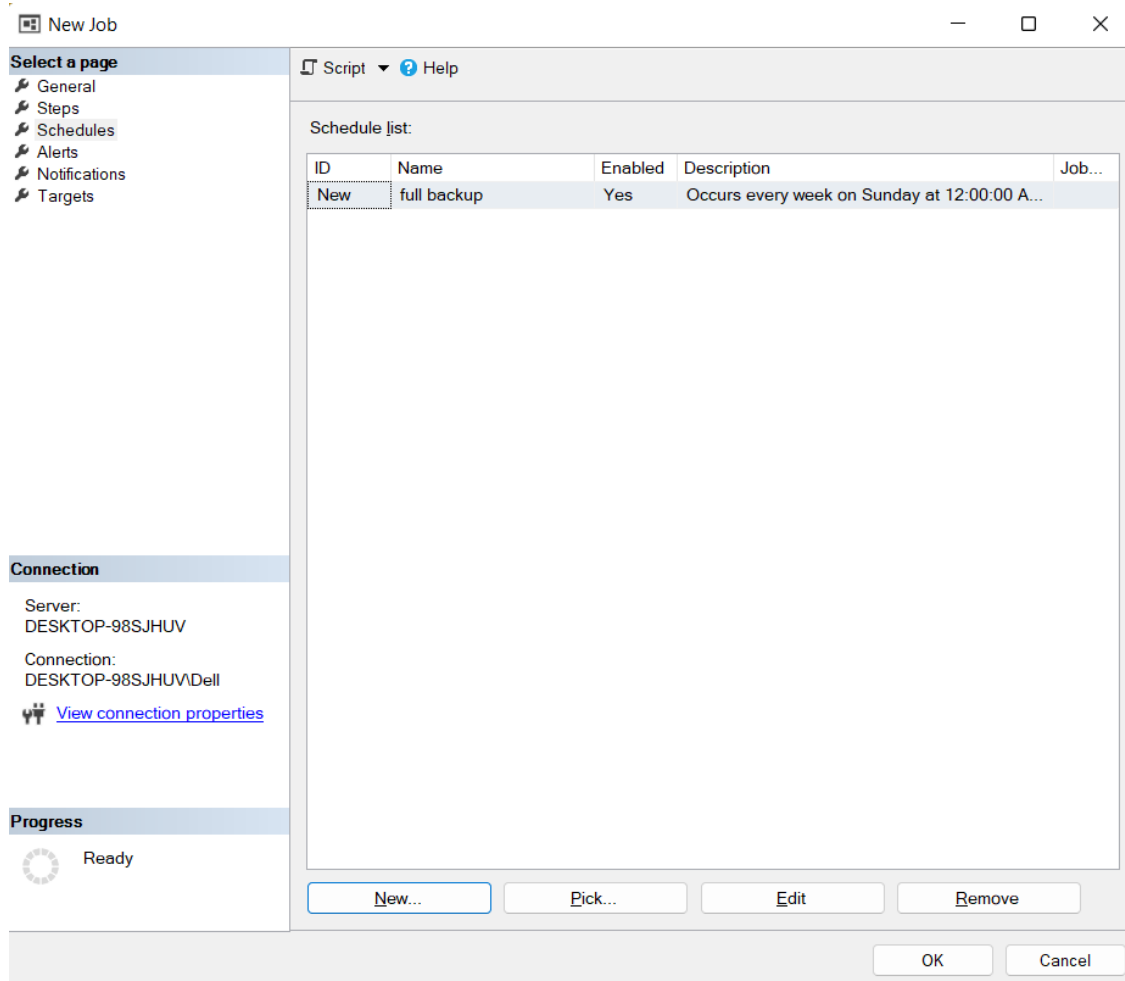 New Job
Select a page
General
Steps
Schedules
Alerts
Notifications
Targets
Script Help
Schedule list:
ID Name Enabled Description Job...
New full backup Yes Occurs every week on Sunday at 12:00:00 A...
Connection
Server:
DESKTOP-98SJHUV
Connection:
DESKTOP-98SJHUV\Dell
View connection properties
Progress
Ready
New... Pick... Edit Remove
OK Cancel